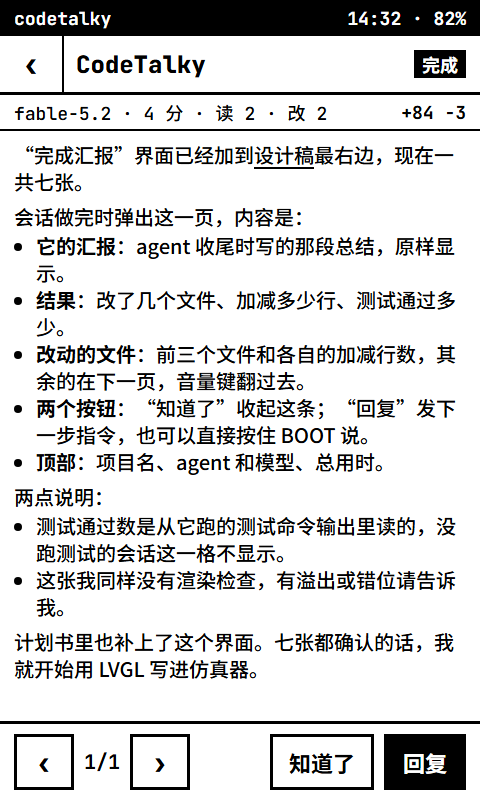 codetalky 14:32 · 82%
‹ CodeTalky 完成
fable-5.2 · 4 分 · 读 2 · 改 2 +84 -3
“完成汇报”界面已经加到设计稿最右边，现在一
共七张。
会话做完时弹出这一页，内容是：
• 它的汇报：agent 收尾时写的那段总结，原样显
示。
• 结果：改了几个文件、加减多少行、测试通过多
少。
• 改动的文件：前三个文件和各自的加减行数，其
余的在下一页，音量键翻过去。
• 两个按钮：“知道了”收起这条；“回复”发下
一步指令，也可以直接按住 BOOT 说。
• 顶部：项目名、agent 和模型、总用时。
两点说明：
• 测试通过数是从它跑的测试命令输出里读的，没
跑测试的会话这一格不显示。
• 这张我同样没有渲染检查，有溢出或错位请告诉
我。
计划书里也补上了这个界面。七张都确认的话，我
就开始用 LVGL 写进仿真器。
‹ 1/1 › 知道了 回复